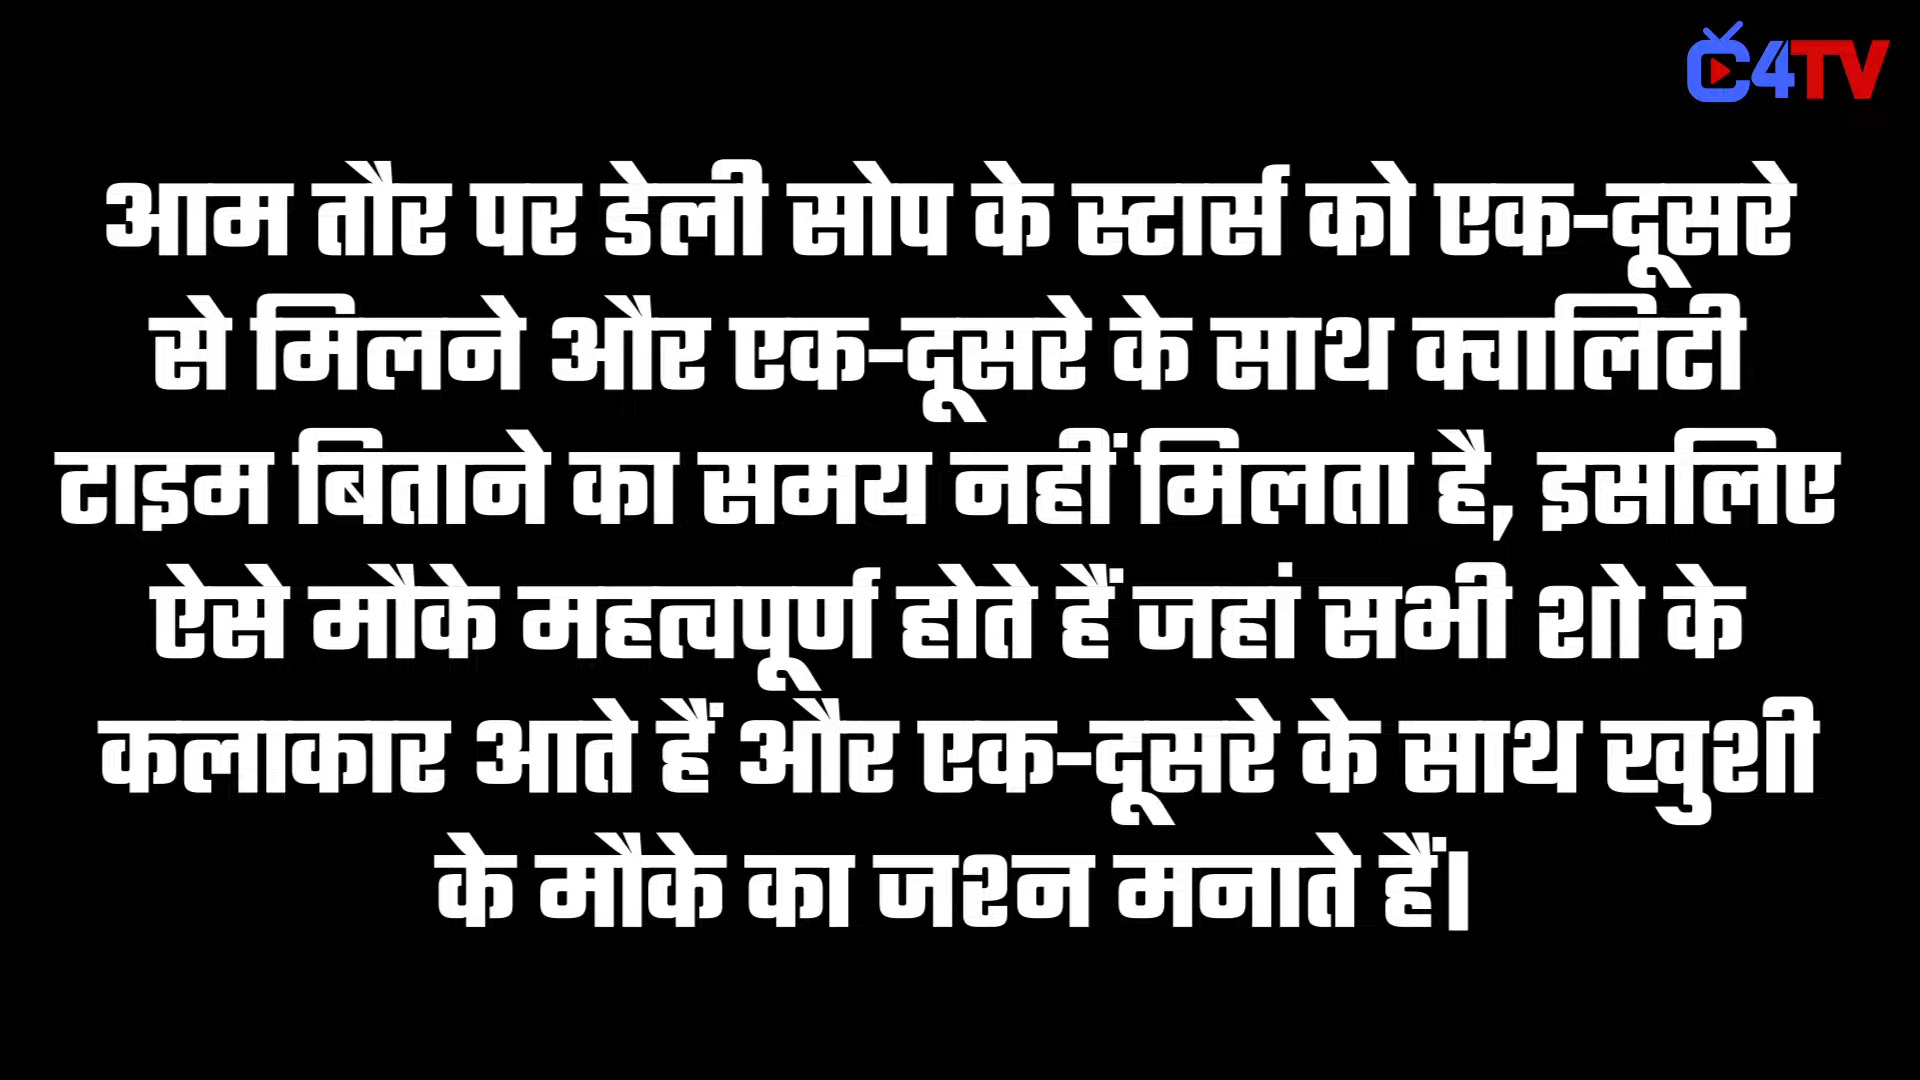 C4TV
आम तौर पर डेली सोप के स्टार्स को एक-दूसरे
से मिलने और एक-दूसरे के साथ क्वालिटी
टाइम बिताने का समय नहीं मिलता है, इसलिए
ऐसे मौके महत्वपूर्ण होते हैं जहां सभी शो के
कलाकार आते हैं और एक-दूसरे के साथ खुशी
के मौके का जश्न मनाते हैं।